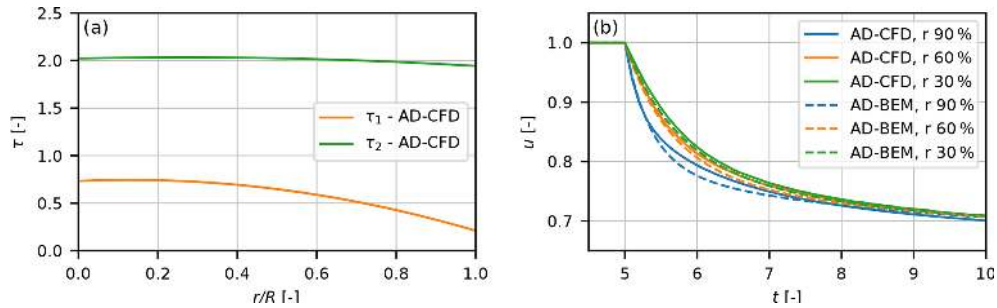 (a)
2.5
2.0
1.5
1.0
0.5
0.0
τ [-]
τ1 - AD-CFD
τ2 - AD-CFD
0.0 0.2 0.4 0.6 0.8 1.0
r/R [-]
(b)
1.0
0.9
0.8
0.7
u [-]
AD-CFD, r 90 %
AD-CFD, r 60 %
AD-CFD, r 30 %
AD-BEM, r 90 %
AD-BEM, r 60 %
AD-BEM, r 30 %
5 6 7 8 9 10
t [-]